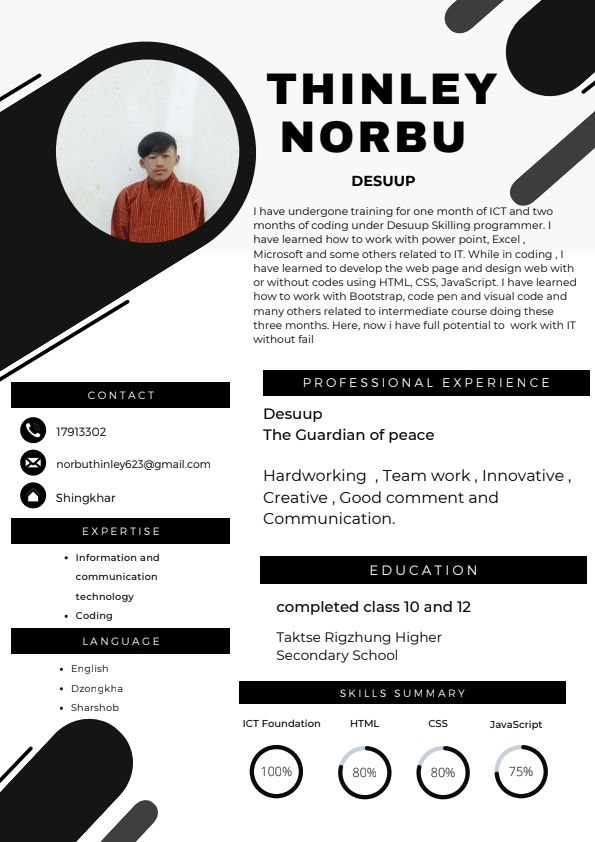 THINLEY
NORBU
DESUUP
I have undergone training for one month of ICT and two
months of coding under Desuup Skilling programmer. I
have learned how to work with power point, Excel ,
Microsoft and some others related to IT. While in coding , I
have learned to develop the web page and design web with
or without codes using HTML, CSS, JavaScript. I have learned
how to work with Bootstrap, code pen and visual code and
many others related to intermediate course doing these
three months. Here, now i have full potential to  work with IT
without fail
CONTACT
17913302
norbuthinley623@gmail.com
Shingkhar
EXPERTISE
• Information and
communication
technology
• Coding
LANGUAGE
• English
• Dzongkha
• Sharshob
PROFESSIONAL EXPERIENCE
Desuup
The Guardian of peace
Hardworking  , Team work , Innovative ,
Creative , Good comment and
Communication.
EDUCATION
completed class 10 and 12
Taktse Rigzhung Higher
Secondary School
SKILLS SUMMARY
ICT Foundation HTML CSS JavaScript
100% 80% 80% 75%